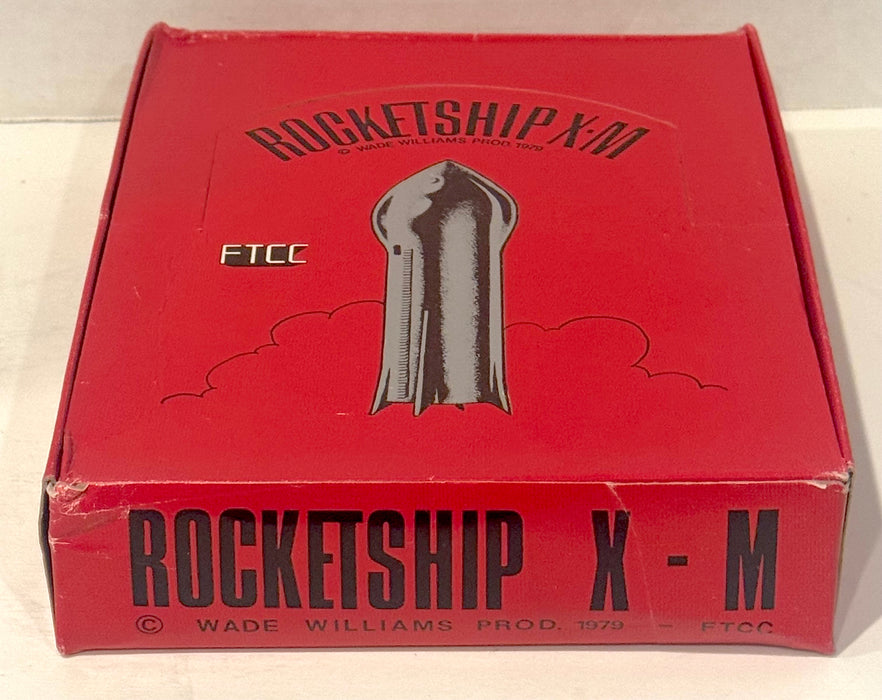 ROCKETSHIP X-M
© WADE WILLIAMS PROD. 1979
FTCC
ROCKETSHIP X - M
© WADE WILLIAMS PROD. 1979 - FTCC